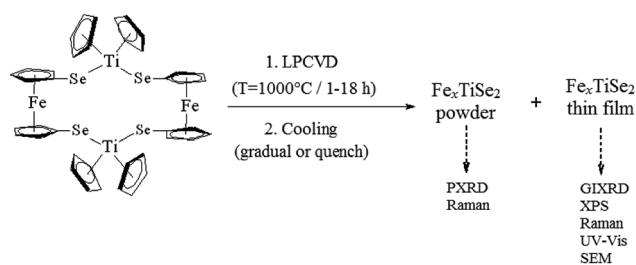 Ti
Se Se
Fe Fe
Se Se
Ti
1. LPCVD
(T=1000°C / 1-18 h)
2. Cooling
(gradual or quench)
FeₓTiSe₂
powder
+
FeₓTiSe₂
thin film
PXRD
Raman
GIXRD
XPS
Raman
UV-Vis
SEM